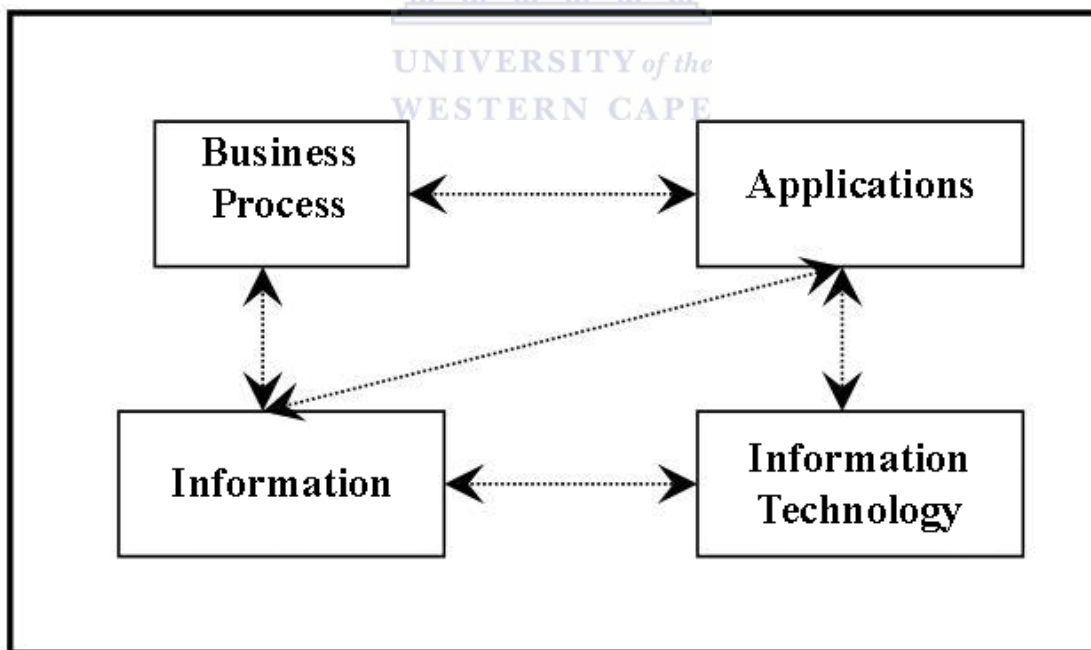 UNIVERSITY of the
WESTERN CAPE
Business
Process
Applications
Information
Information
Technology